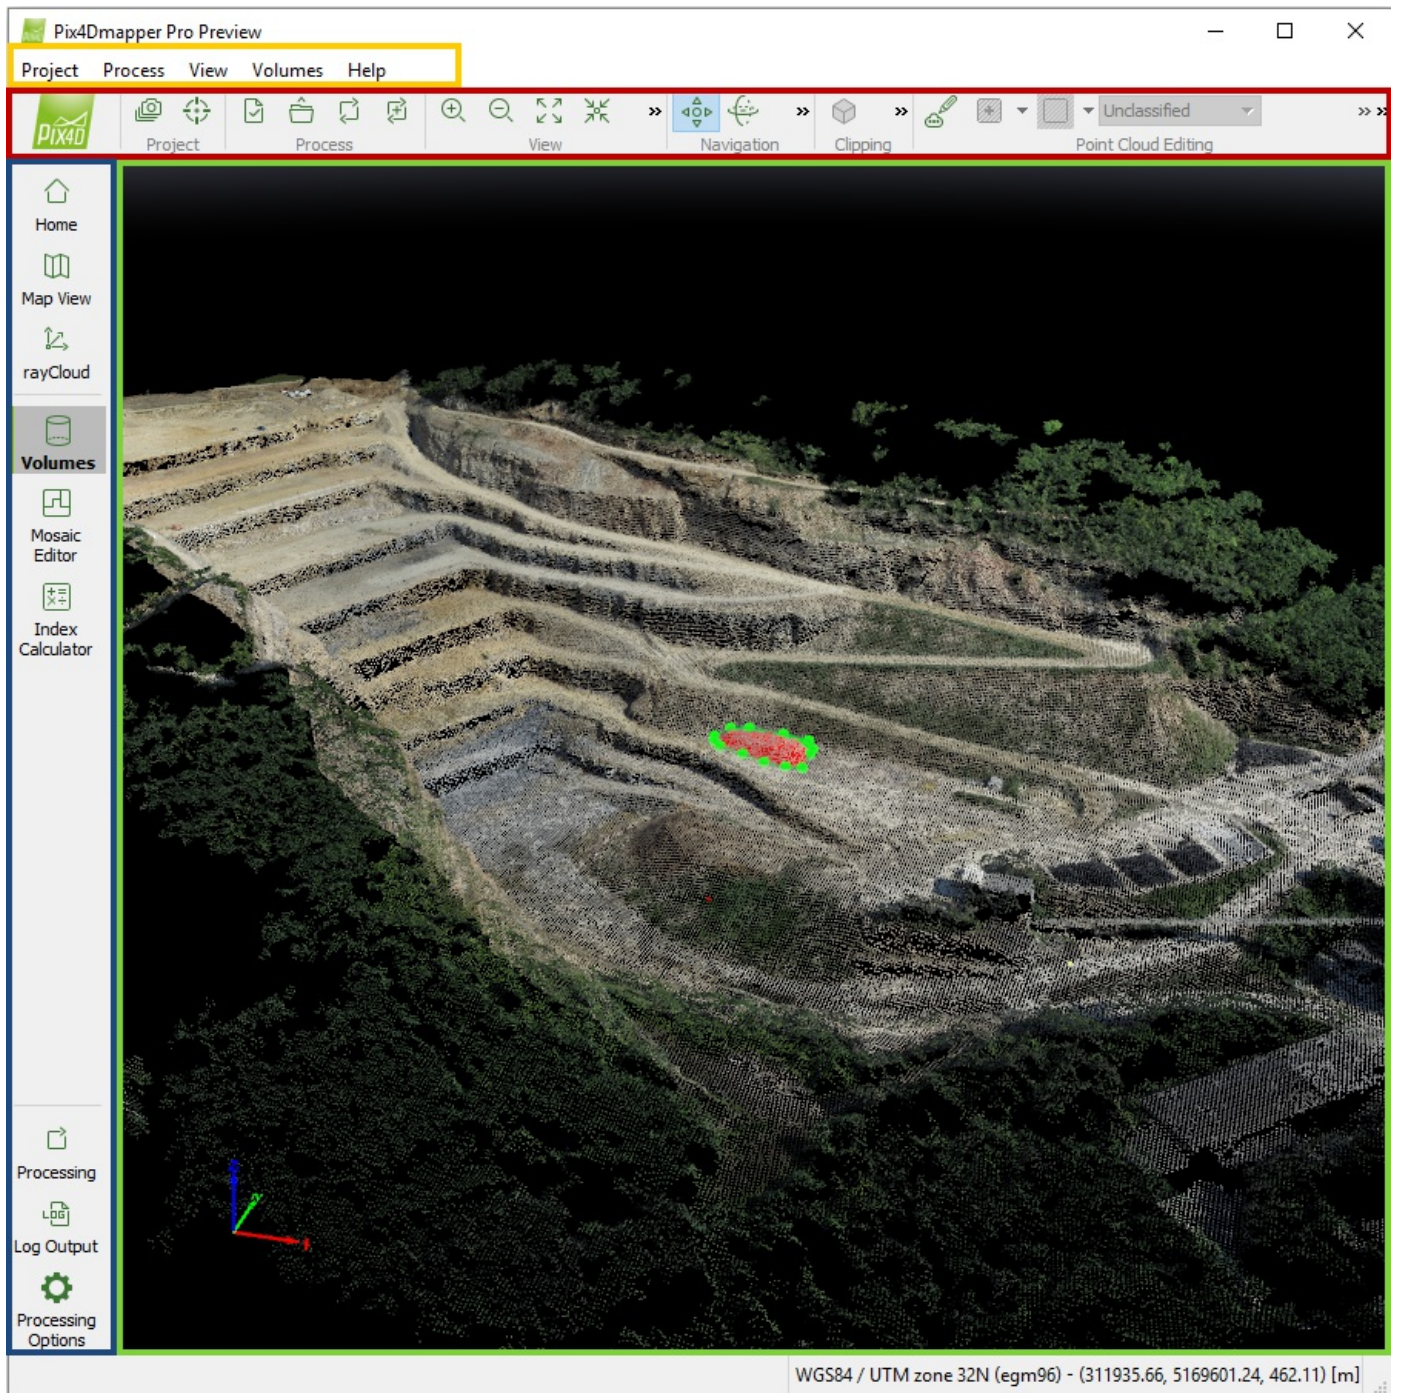 Pix4Dmapper Pro Preview
Project Process View Volumes Help
PIX4D
Project Process View Navigation Clipping Unclassified Point Cloud Editing
Home
Map View
rayCloud
Volumes
Mosaic
Editor
Index
Calculator
Processing
LOG
Log Output
Processing
Options
WGS84 / UTM zone 32N (egm96) - (311935.66, 5169601.24, 462.11) [m]